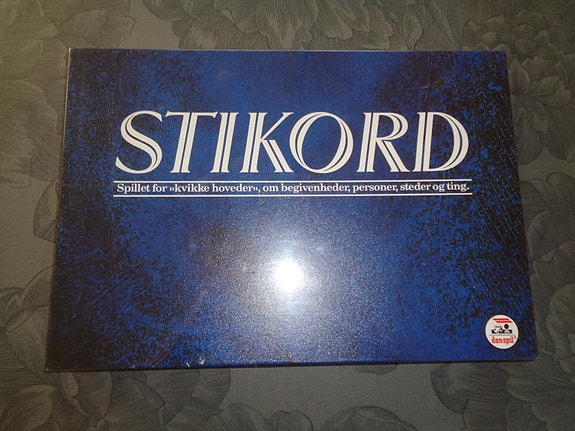 STIKORD
Spillet for »kvikke hoveder«, om begivenheder, personer, steder og ting.
dan spil